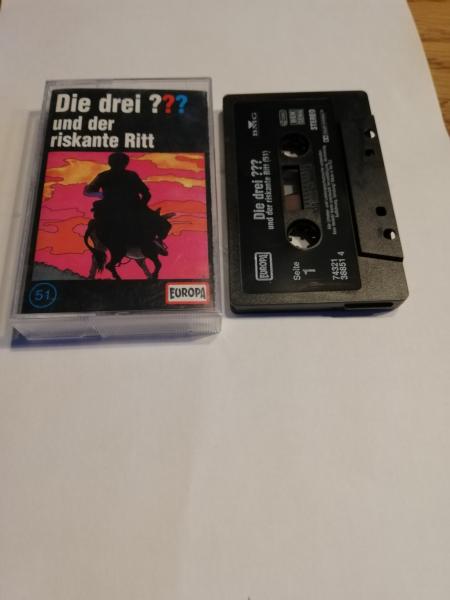 Die drei ???
und der
riskante Ritt
51
EUROPA
BMG
STEREO
Die drei ???
und der riskante Ritt (51)
EUROPA
Seite
1
74321
38851 4